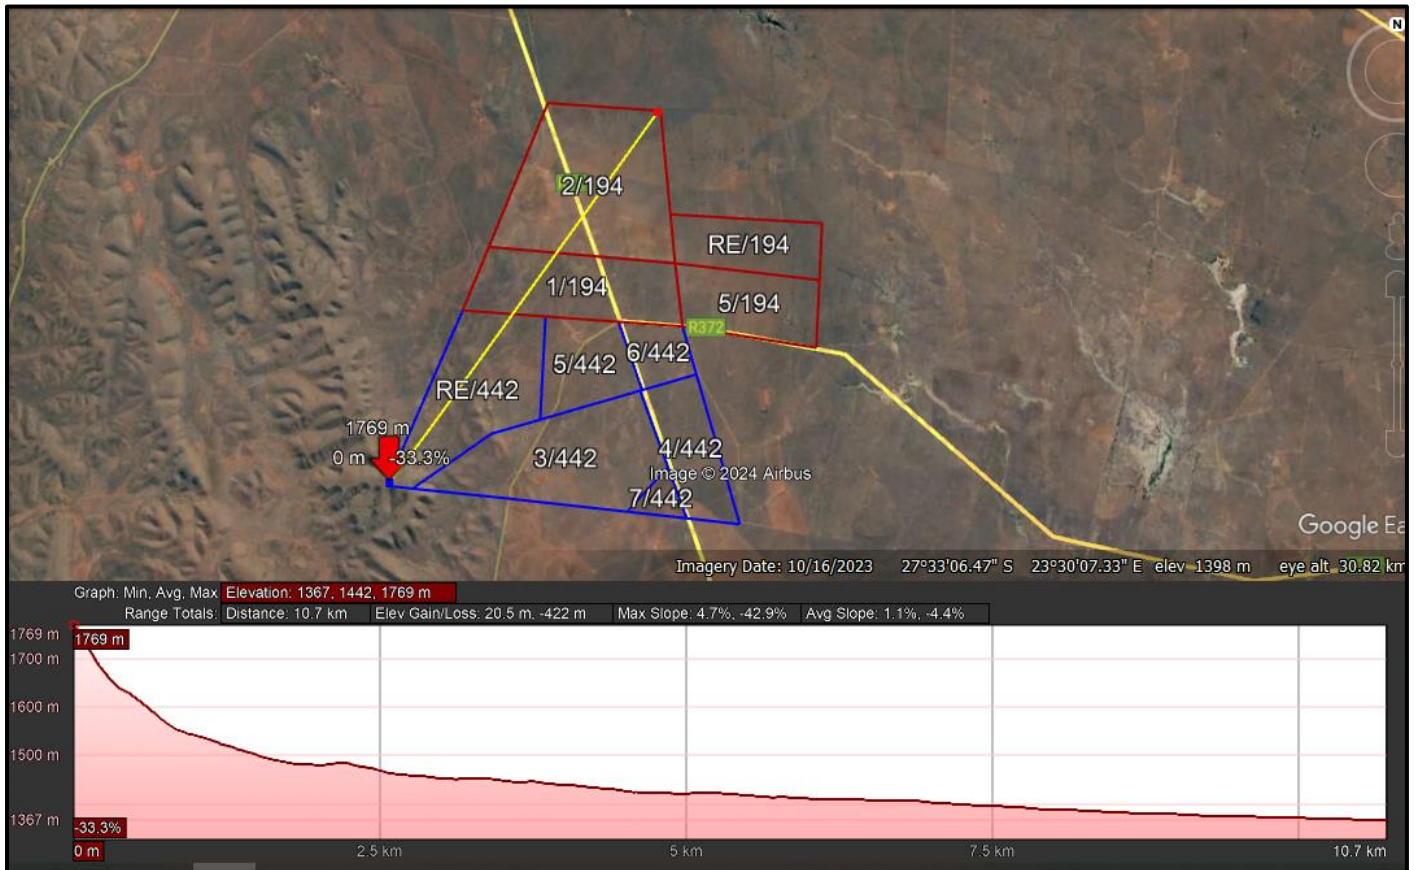 N
2/194
RE/194
1/194
5/194
R372
6/442
5/442
RE/442
1769 m
0 m -33.3%
3/442
4/442
Image © 2024 Airbus
7/442
Google Ea
Imagery Date: 10/16/2023 27°33'06.47" S 23°30'07.33" E elev 1398 m eye alt 30.82 km
Graph: Min, Avg, Max Elevation: 1367, 1442, 1769 m
Range Totals: Distance: 10.7 km Elev Gain/Loss: 20.5 m, -422 m Max Slope: 4.7%, -42.9% Avg Slope: 1.1%, -4.4%
1769 m
1769 m
1700 m
1600 m
1500 m
1367 m
-33.3%
0 m 2.5 km 5 km 7.5 km 10.7 km